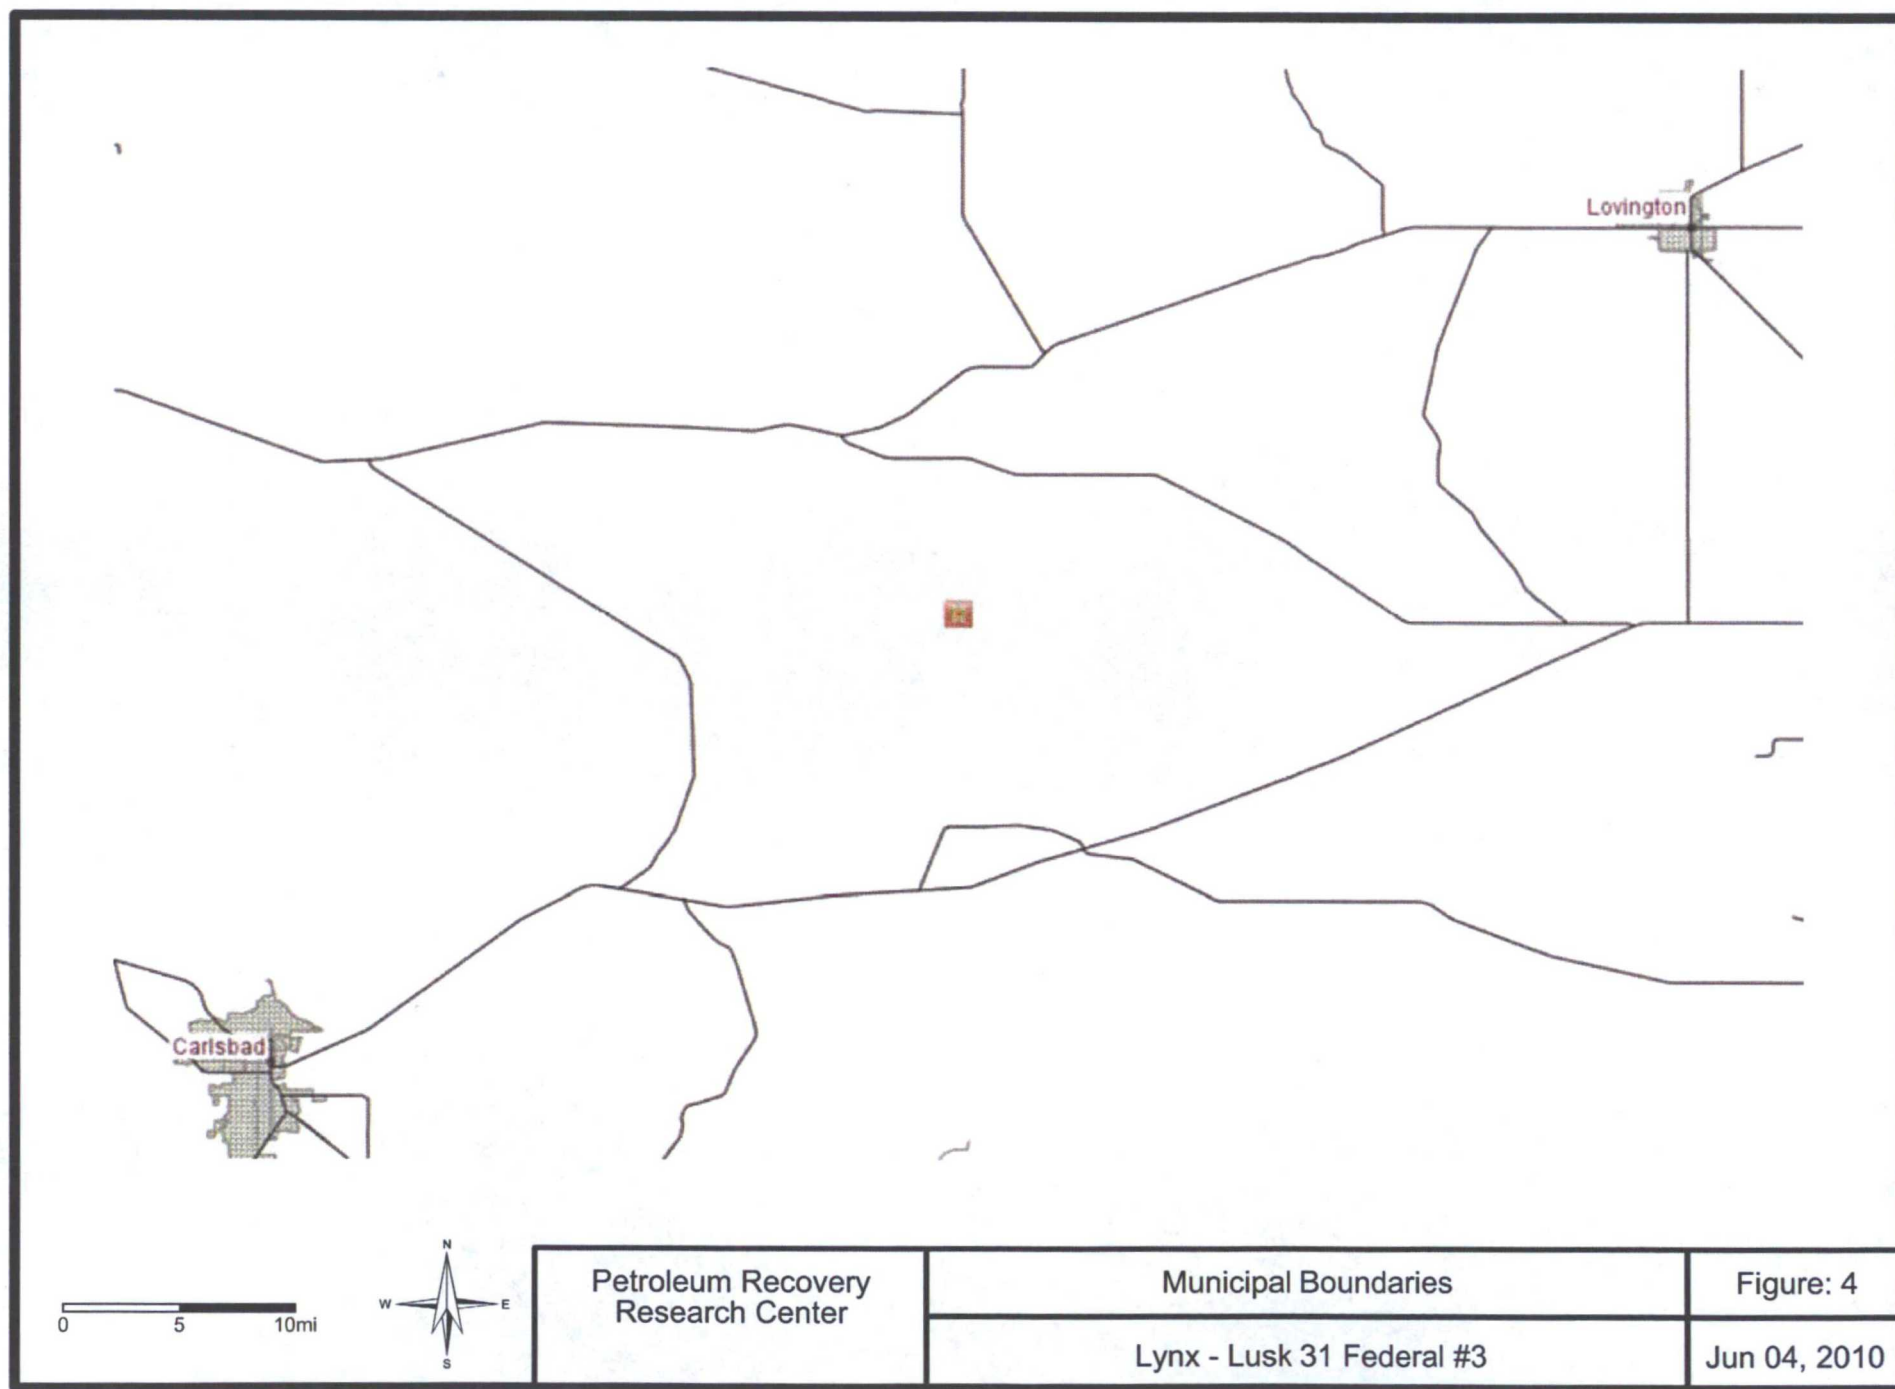 Lovington
Carlsbad
0 5 10mi
N
W E
S
Petroleum Recovery
Research Center
Municipal Boundaries
Lynx - Lusk 31 Federal #3
Figure: 4
Jun 04, 2010